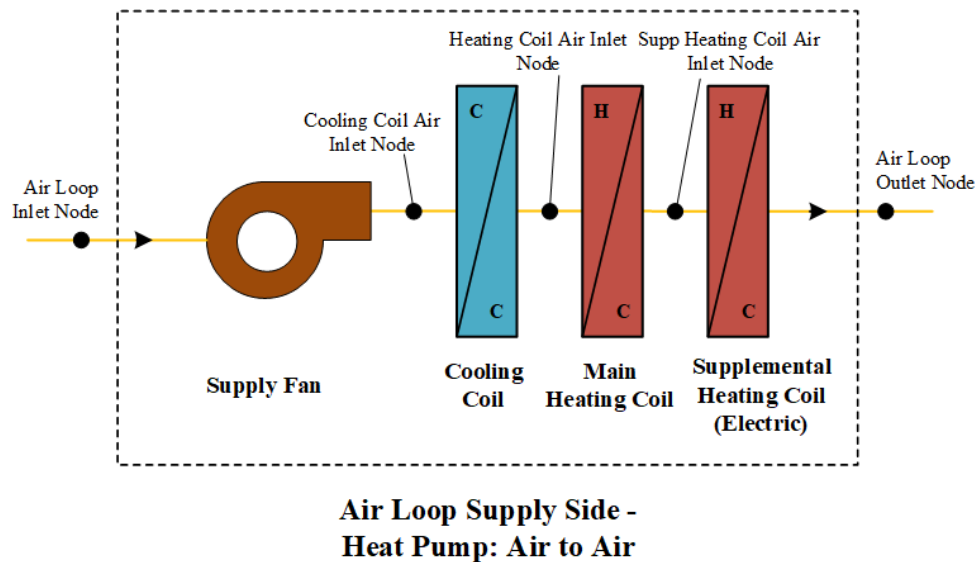 Heating Coil Air Inlet
Node
Supp Heating Coil Air
Inlet Node
Cooling Coil Air
Inlet Node
Air Loop
Inlet Node
Air Loop
Outlet Node
C
C
H
C
H
C
Supply Fan
Cooling
Coil
Main
Heating Coil
Supplemental
Heating Coil
(Electric)
Air Loop Supply Side -
Heat Pump: Air to Air